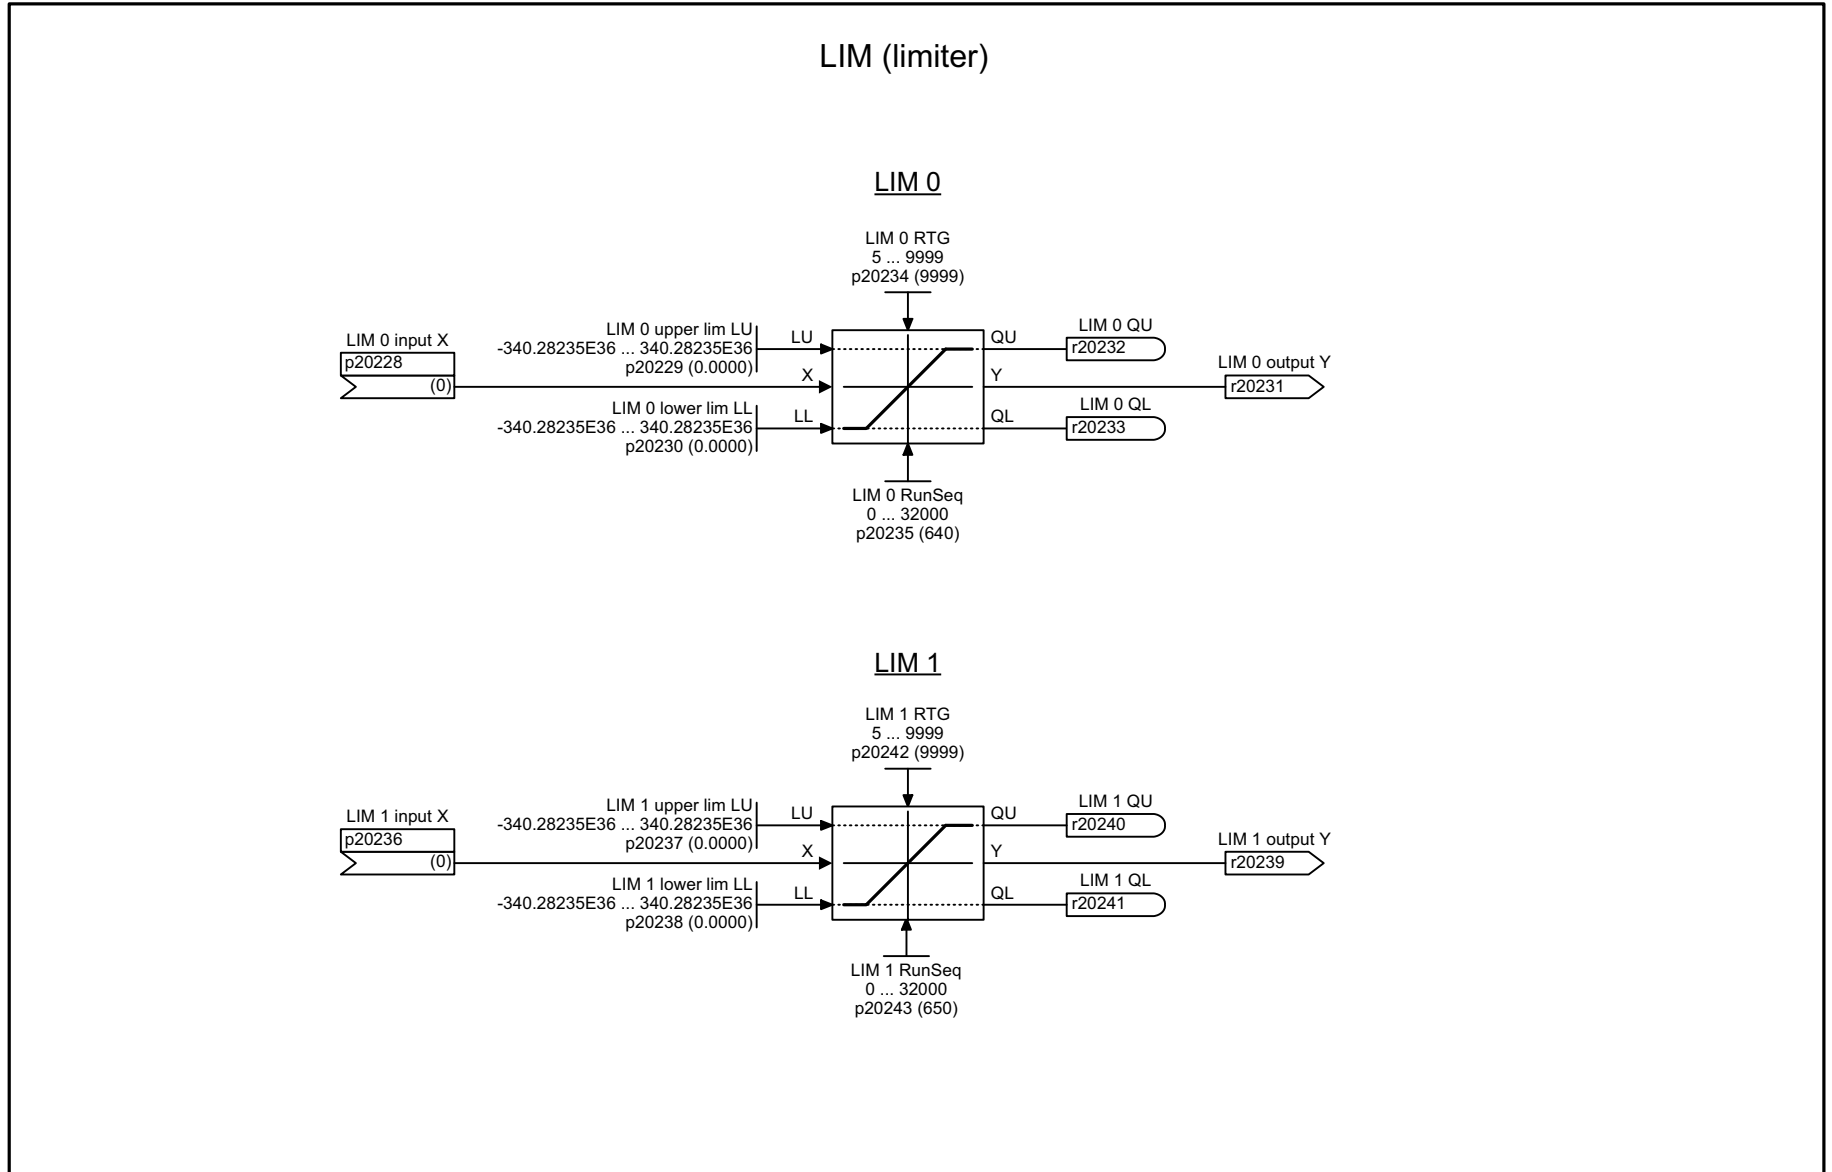 LIM (limiter)
LIM 0
LIM 0 RTG
5 ... 9999
p20234 (9999)
LIM 0 input X
p20228
(0)
LIM 0 upper lim LU
-340.28235E36 ... 340.28235E36
p20229 (0.0000)
LIM 0 lower lim LL
-340.28235E36 ... 340.28235E36
p20230 (0.0000)
LU
X
LL
QU
Y
QL
LIM 0 QU
r20232
LIM 0 output Y
r20231
LIM 0 QL
r20233
LIM 0 RunSeq
0 ... 32000
p20235 (640)
LIM 1
LIM 1 RTG
5 ... 9999
p20242 (9999)
LIM 1 input X
p20236
(0)
LIM 1 upper lim LU
-340.28235E36 ... 340.28235E36
p20237 (0.0000)
LIM 1 lower lim LL
-340.28235E36 ... 340.28235E36
p20238 (0.0000)
LU
X
LL
QU
Y
QL
LIM 1 QU
r20240
LIM 1 output Y
r20239
LIM 1 QL
r20241
LIM 1 RunSeq
0 ... 32000
p20243 (650)